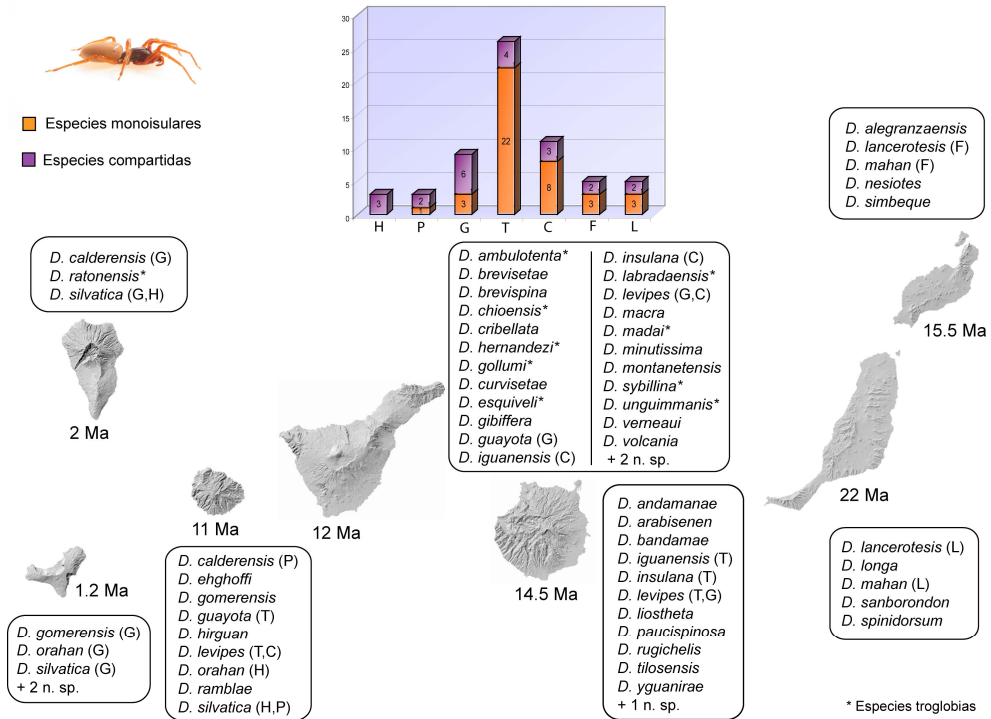 Especies monoisulares
Especies compartidas
30
25
20
15
10
5
0
3
2
1
6
3
4
22
3
8
2
3
2
3
H P G T C F L
D. alegranzaensis
D. lancerotesis (F)
D. mahan (F)
D. nesiotes
D. simbeque
15.5 Ma
D. calderensis (G)
D. ratonensis*
D. silvatica (G,H)
2 Ma
D. ambulotenta*
D. brevisetae
D. brevispina
D. chioensis*
D. cribellata
D. hernandezi*
D. gollumi*
D. curvisetae
D. esquiveli*
D. gibiffera
D. guayota (G)
D. iguanensis (C)
D. insulana (C)
D. labradaensis*
D. levipes (G,C)
D. macra
D. madai*
D. minutissima
D. montanetensis
D. sybillina*
D. unguimmanis*
D. verneaui
D. volcania
+ 2 n. sp.
12 Ma
11 Ma
22 Ma
1.2 Ma
14.5 Ma
D. gomerensis (G)
D. orahan (G)
D. silvatica (G)
+ 2 n. sp.
D. calderensis (P)
D. ehghoffi
D. gomerensis
D. guayota (T)
D. hirguan
D. levipes (T,C)
D. orahan (H)
D. ramblae
D. silvatica (H,P)
D. andamanae
D. arabisenen
D. bandamae
D. iguanensis (T)
D. insulana (T)
D. levipes (T,G)
D. liostheta
D. paucispinosa
D. rugichelis
D. tilosensis
D. yguanirae
+ 1 n. sp.
D. lancerotesis (L)
D. longa
D. mahan (L)
D. sanborondon
D. spinidorsum
* Especies troglobias